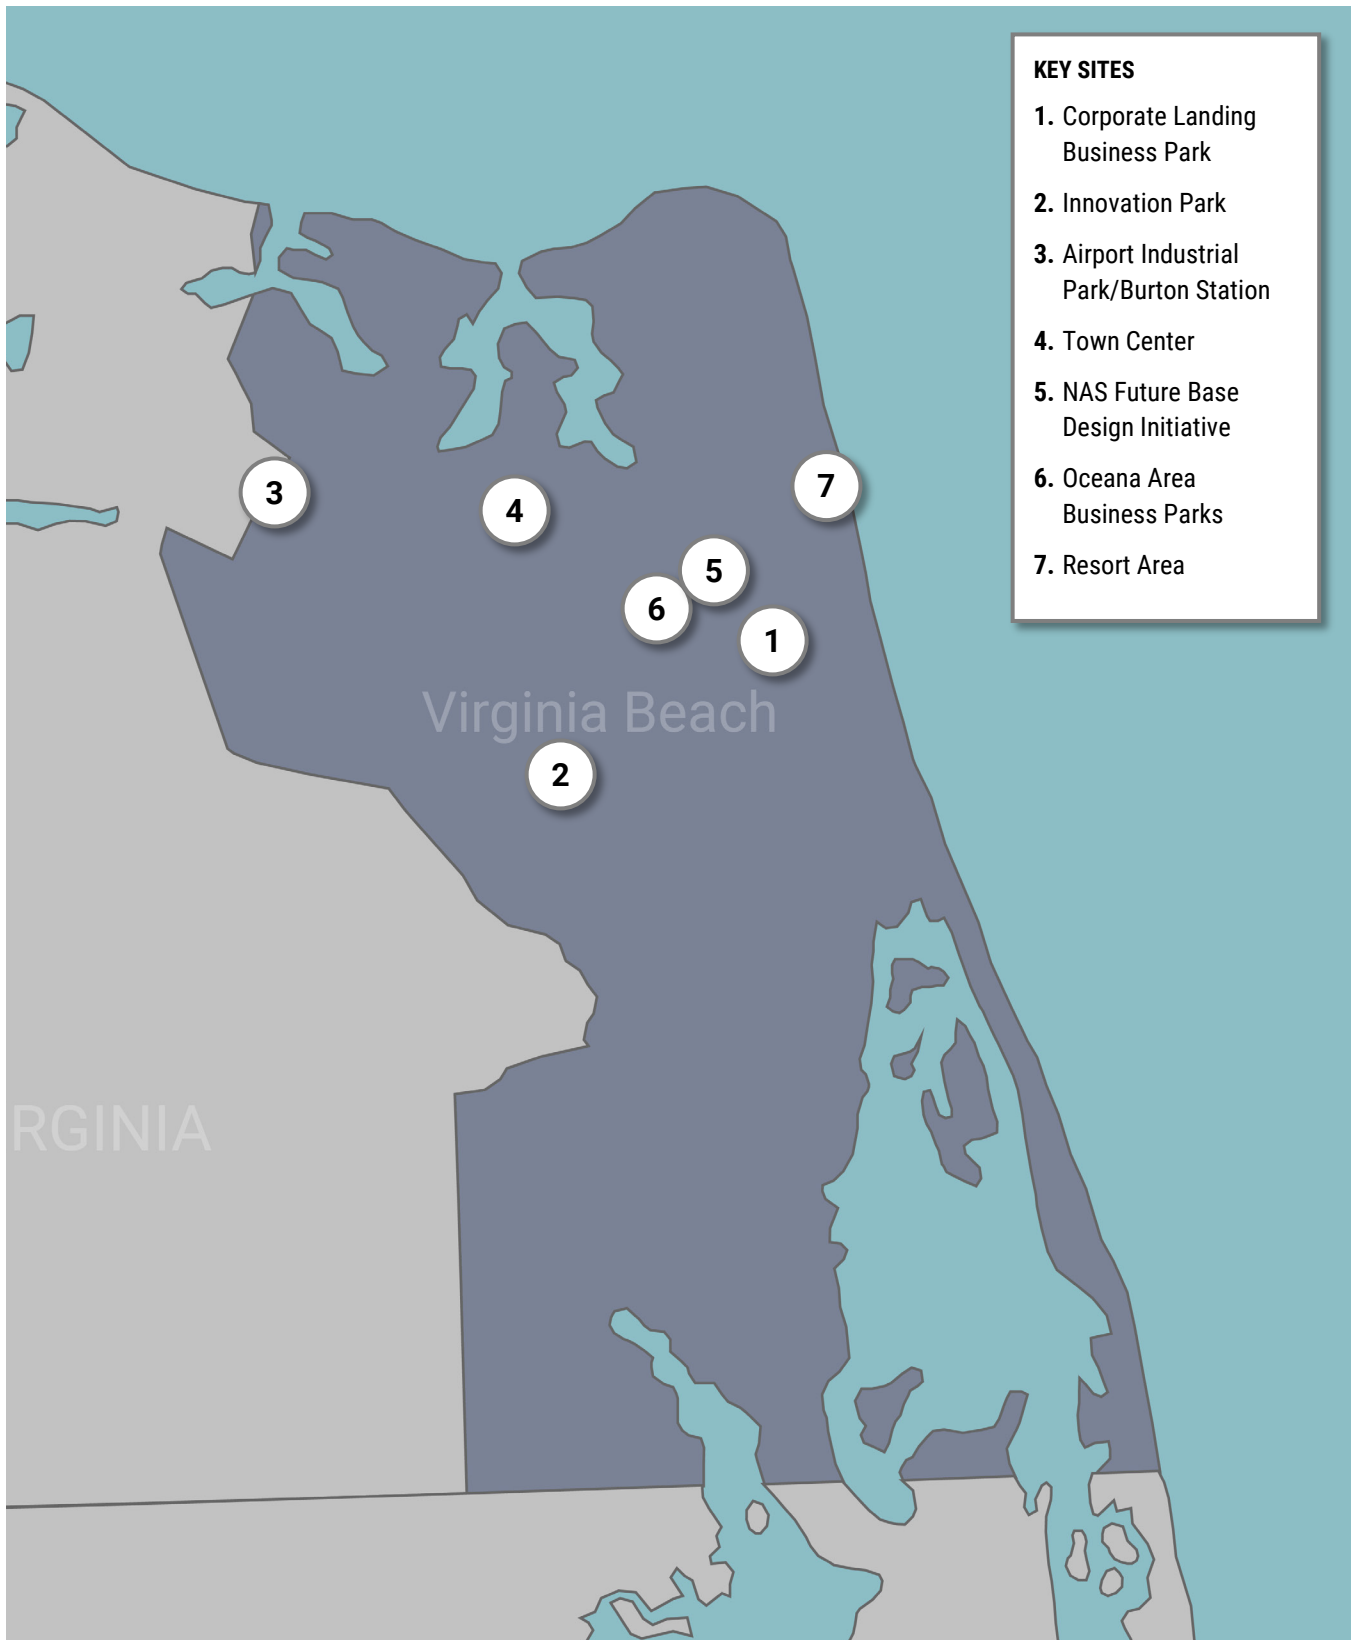 KEY SITES
1. Corporate Landing
Business Park
2. Innovation Park
3. Airport Industrial
Park/Burton Station
4. Town Center
5. NAS Future Base
Design Initiative
6. Oceana Area
Business Parks
7. Resort Area
3
4
7
5
6
1
Virginia Beach
2
RGINIA